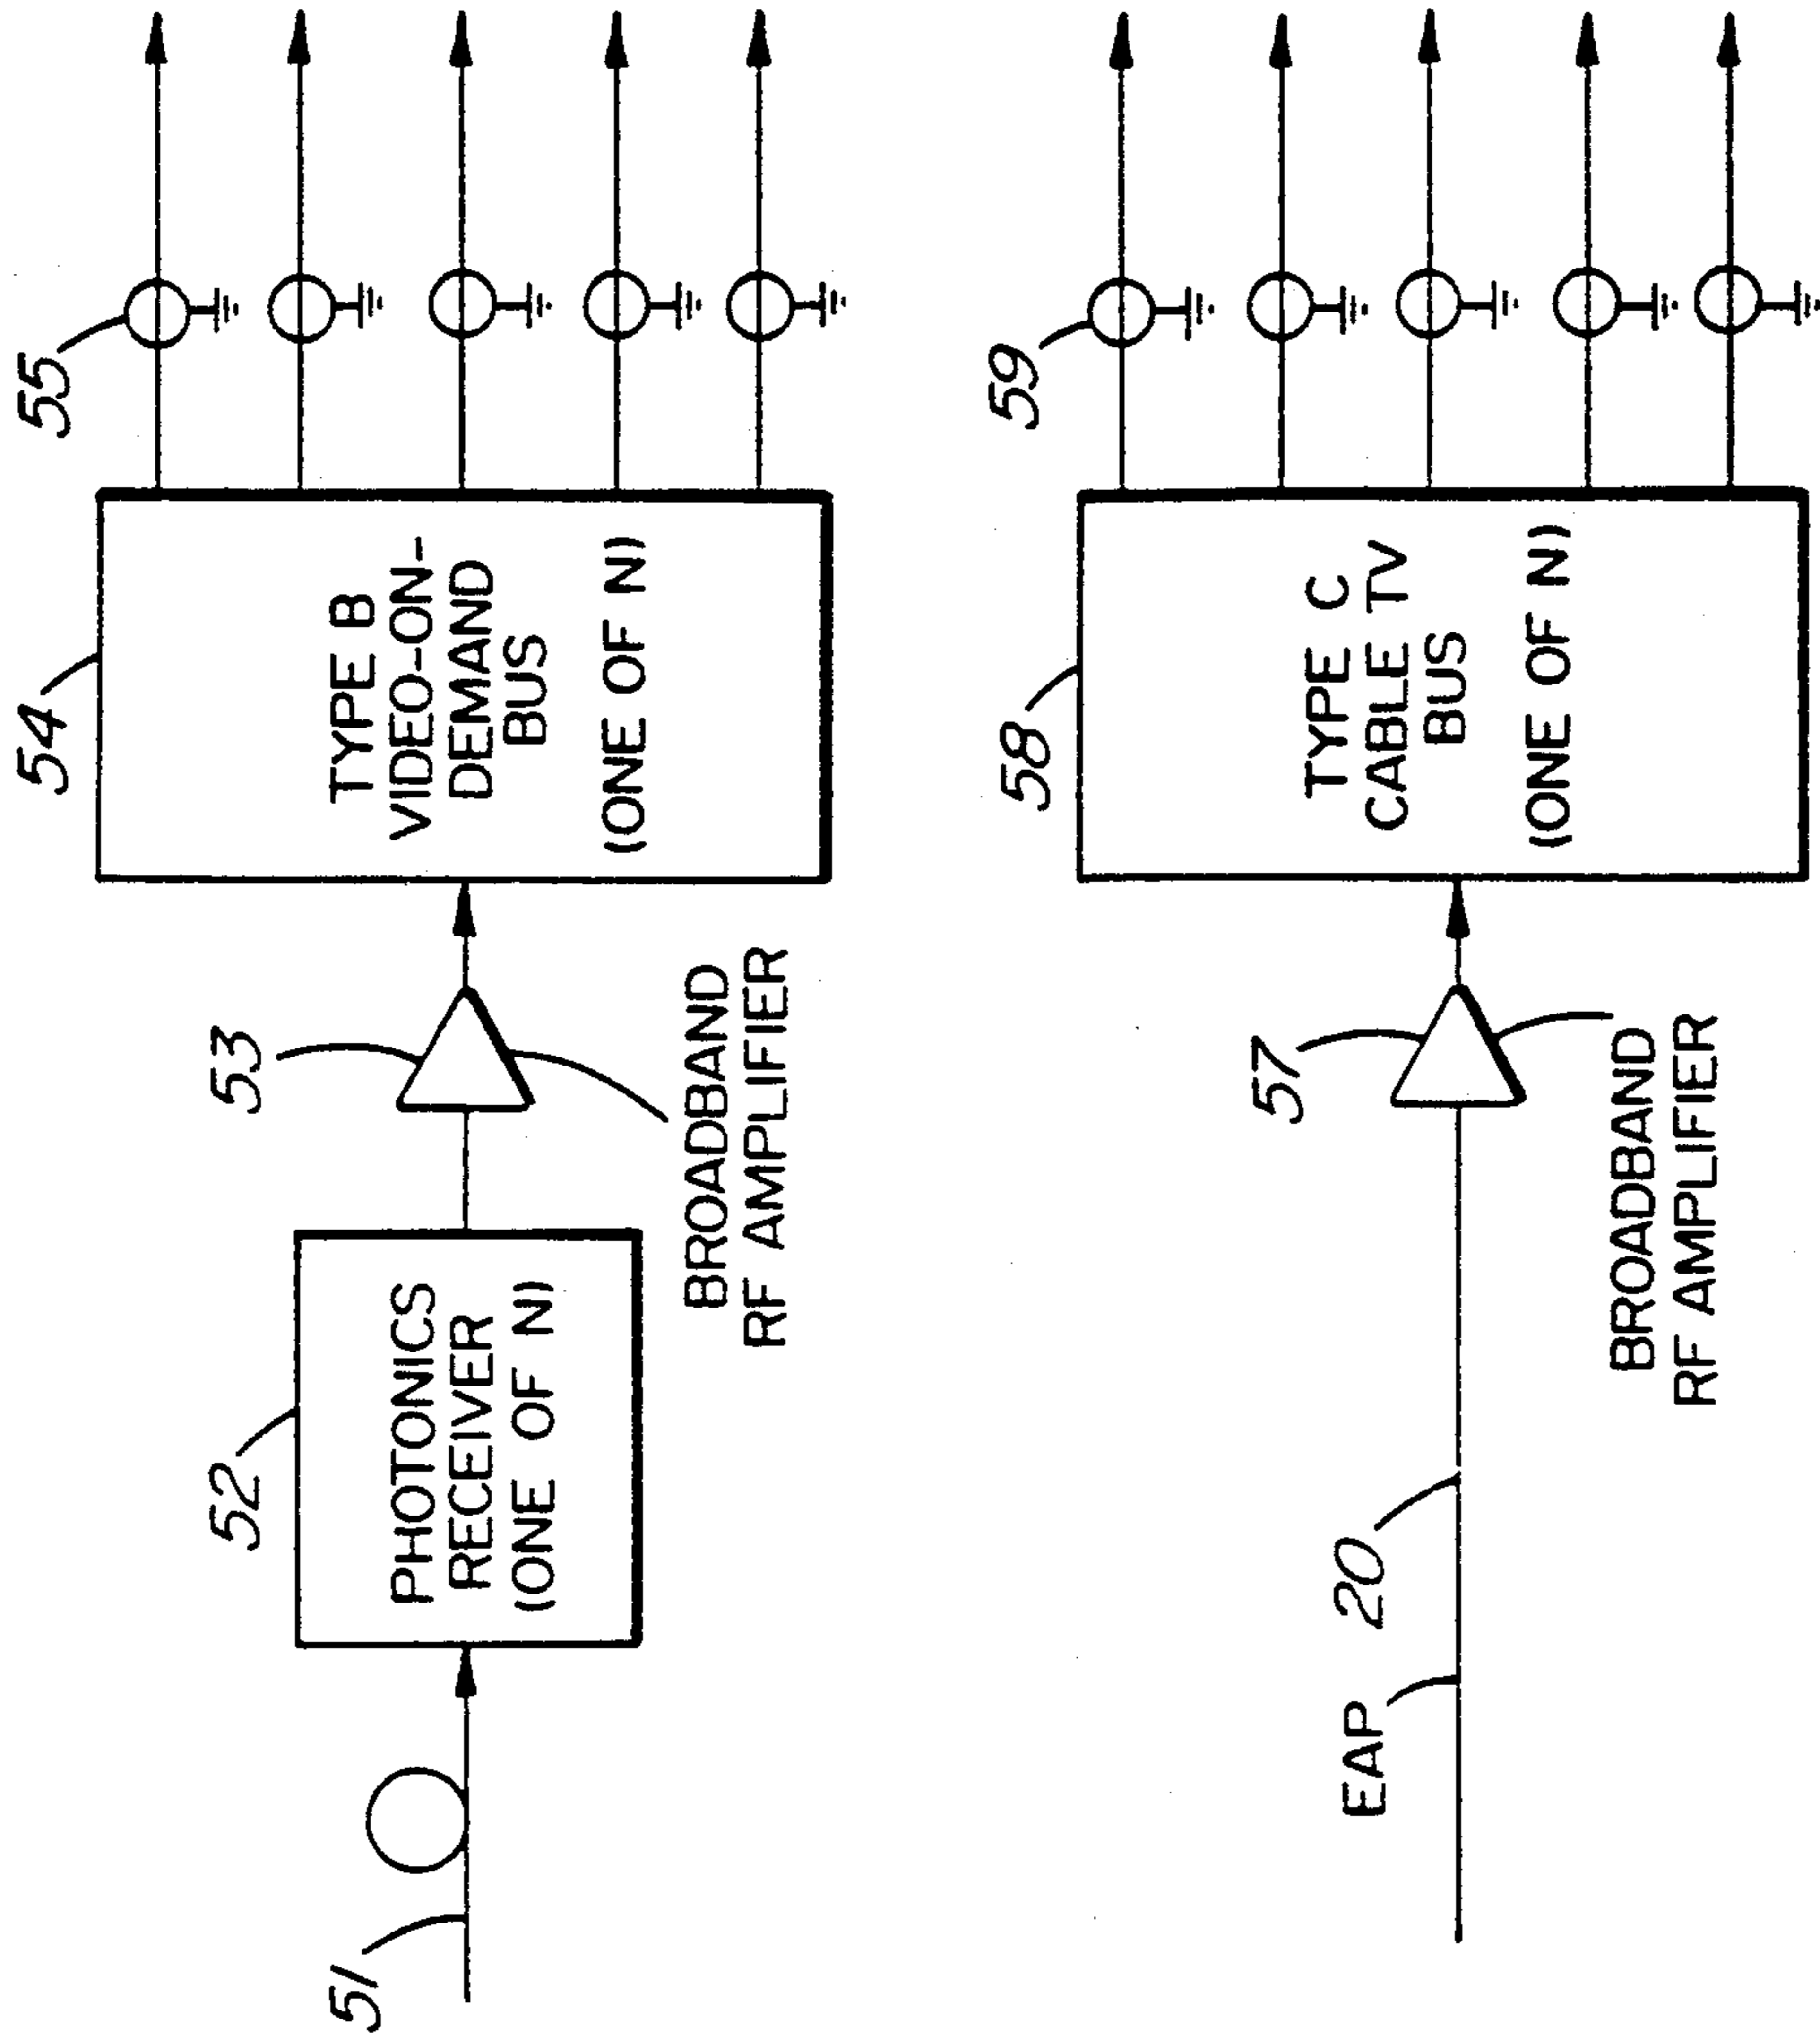 51
52
PHOTONICS
RECEIVER
(ONE OF N)
53
BROADBAND
RF AMPLIFIER
54
TYPE B
VIDEO-ON-
DEMAND
BUS
(ONE OF N)
55
EAP
20
57
BROADBAND
RF AMPLIFIER
58
TYPE C
CABLE TV
BUS
(ONE OF N)
59